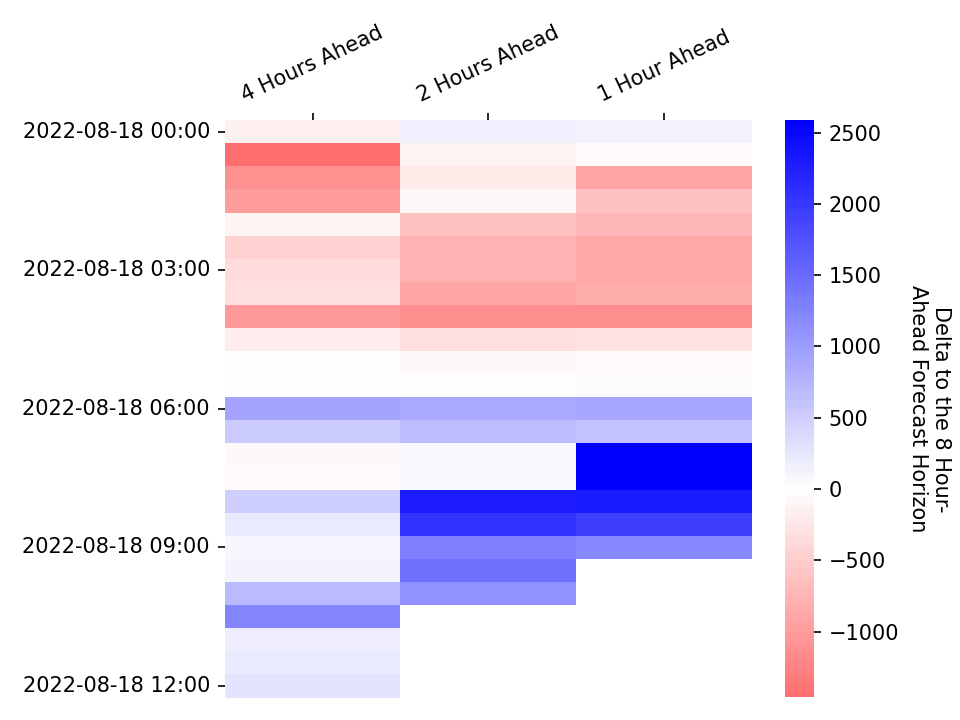 4 Hours Ahead
2 Hours Ahead
1 Hour Ahead
2022-08-18 00:00
2022-08-18 03:00
2022-08-18 06:00
2022-08-18 09:00
2022-08-18 12:00
2500
2000
1500
1000
500
0
−500
−1000
Delta to the 8 Hour-
Ahead Forecast Horizon